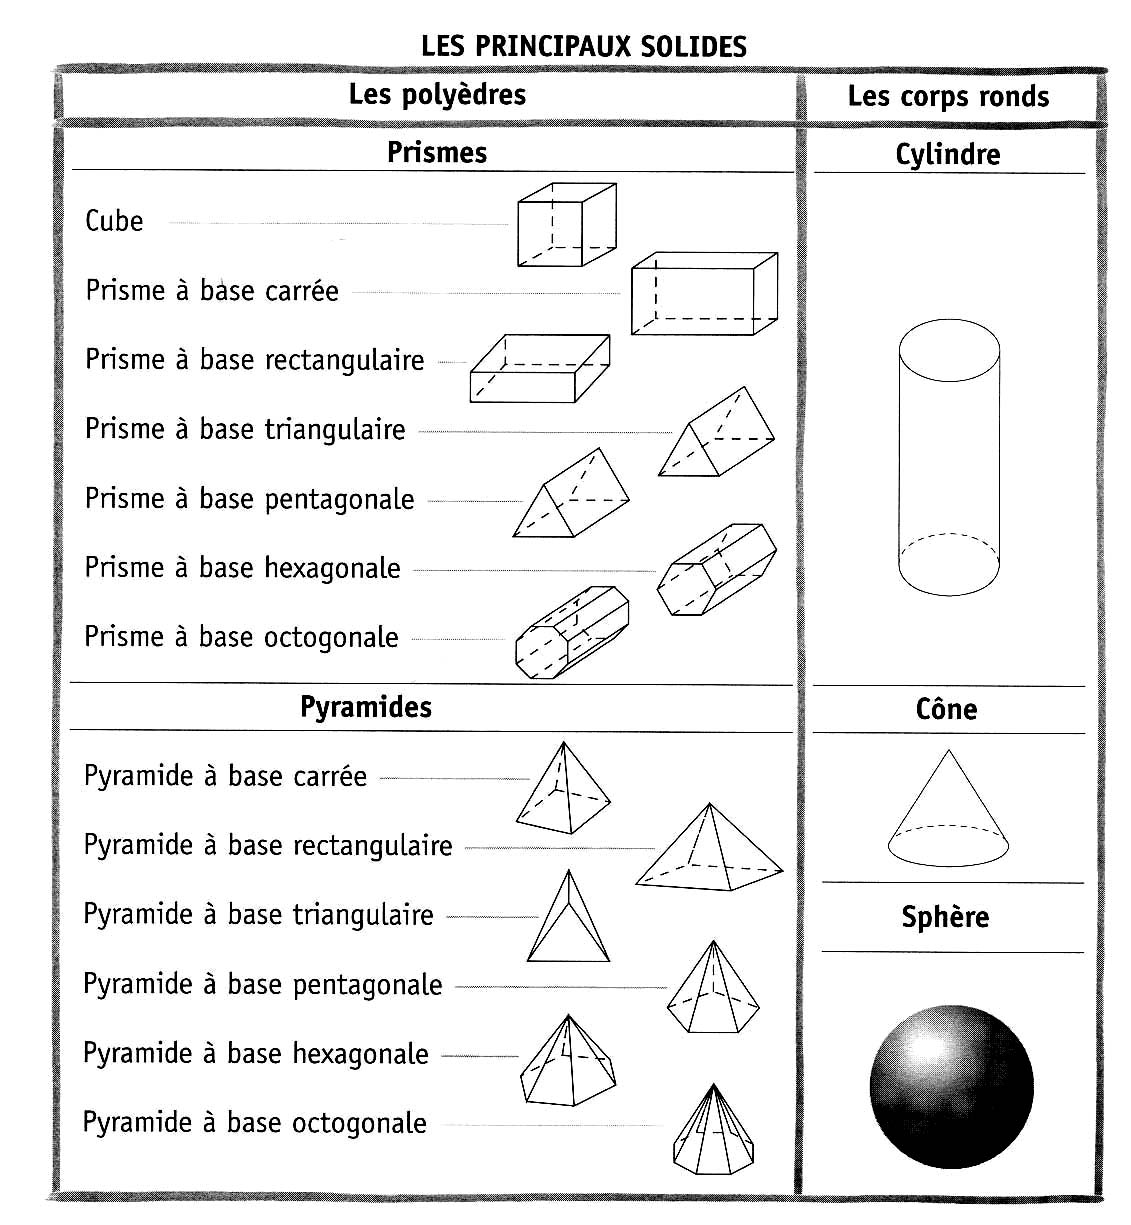 LES PRINCIPAUX SOLIDES
Les polyèdres
Les corps ronds
Prismes
Cylindre
Cube
Prisme à base carrée
Prisme à base rectangulaire
Prisme à base triangulaire
Prisme à base pentagonale
Prisme à base hexagonale
Prisme à base octogonale
Pyramides
Cône
Pyramide à base carrée
Pyramide à base rectangulaire
Pyramide à base triangulaire
Sphère
Pyramide à base pentagonale
Pyramide à base hexagonale
Pyramide à base octogonale